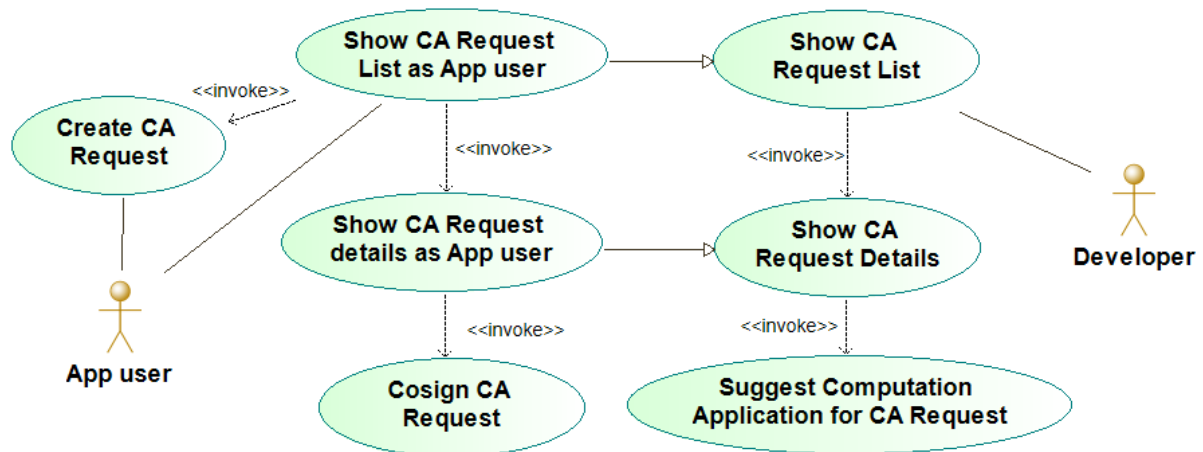 Show CA Request
List as App user
Show CA
Request List
<<invoke>>
Create CA
Request
<<invoke>>
<<invoke>>
Show CA Request
details as App user
Show CA
Request Details
Developer
App user
<<invoke>>
<<invoke>>
Cosign CA
Request
Suggest Computation
Application for CA Request